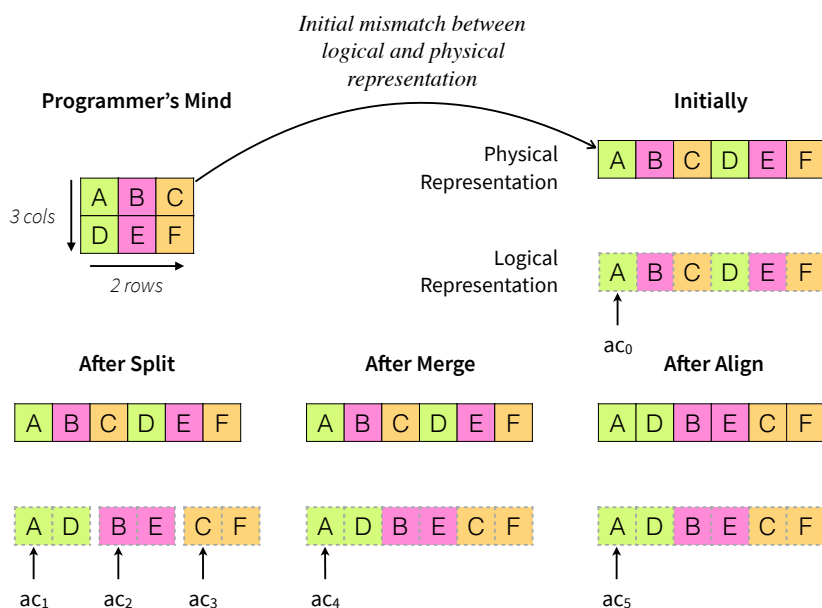 Initial mismatch between
logical and physical
representation
Programmer's Mind
Initially
Physical
Representation
A B C D E F
A B C
D E F
3 cols
2 rows
Logical
Representation
A B C D E F
ac₀
After Split
After Merge
After Align
A B C D E F
A B C D E F
A D B E C F
A D B E C F
A D B E C F
A D B E C F
ac₁ ac₂ ac₃
ac₄
ac₅